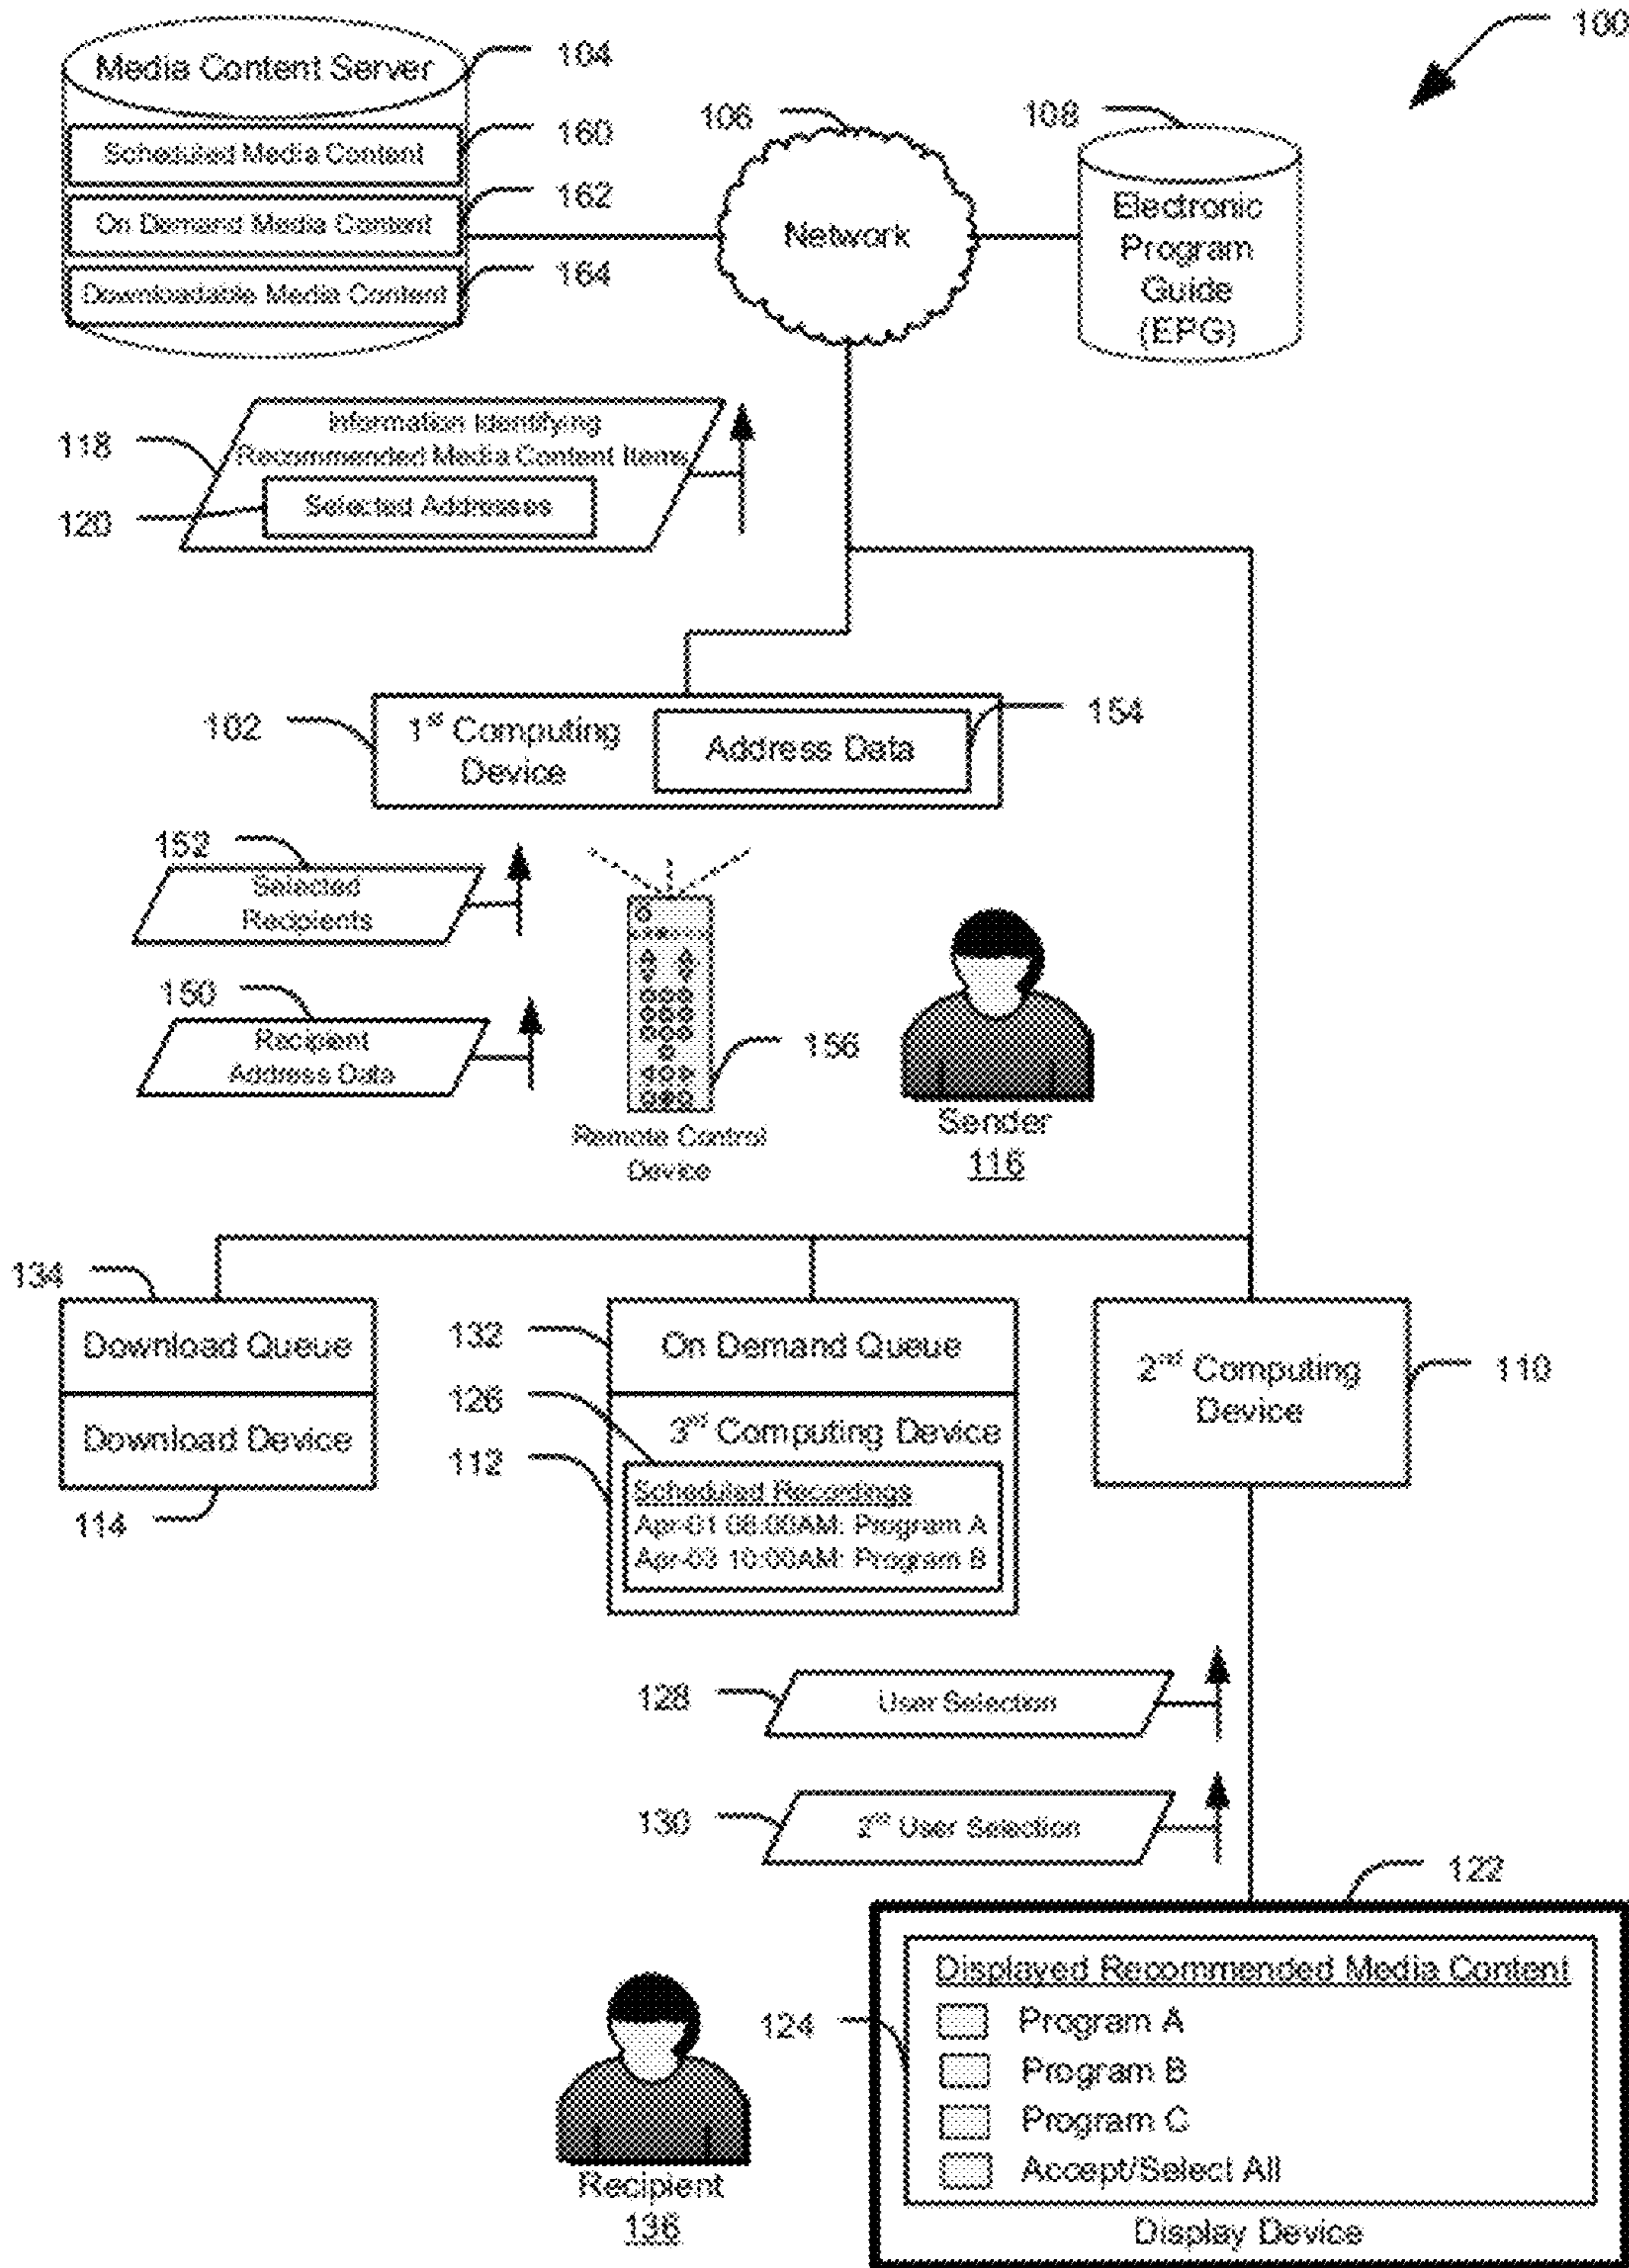 100
Media Content Server
104
Scheduled Media Content
160
On Demand Media Content
162
Downloadable Media Content
164
106
Network
108
Electronic
Program
Guide
(EPG)
118
Information Identifying
Recommended Media Content Items
120
Selected Addresses
102
1st Computing
Device
Address Data
154
152
Selected
Recipients
150
Recipient
Address Data
156
Remote Control
Device
Sender
116
134
Download Queue
Download Device
114
132
On Demand Queue
126
3rd Computing Device
112
Scheduled Recordings
Apr-01 08:00AM: Program A
Apr-03 10:00AM: Program B
2nd Computing
Device
110
128
User Selection
130
2nd User Selection
122
124
Displayed Recommended Media Content
Program A
Program B
Program C
Accept/Select All
Display Device
Recipient
136